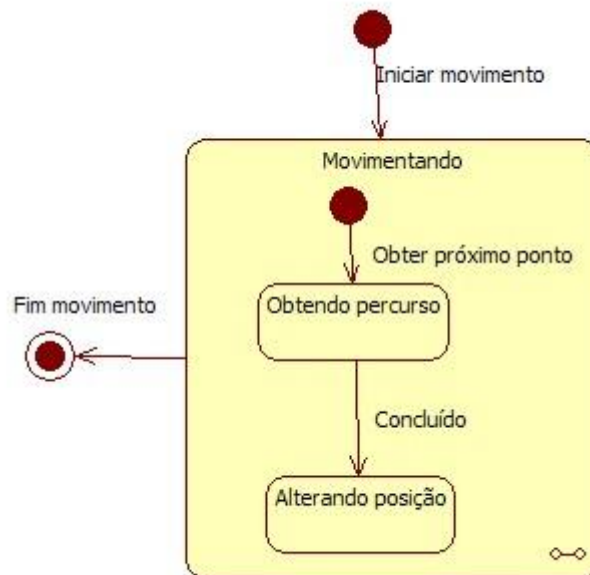 Iniciar movimento
Movimentando
Obter próximo ponto
Obtendo percurso
Fim movimento
Concluído
Alterando posição